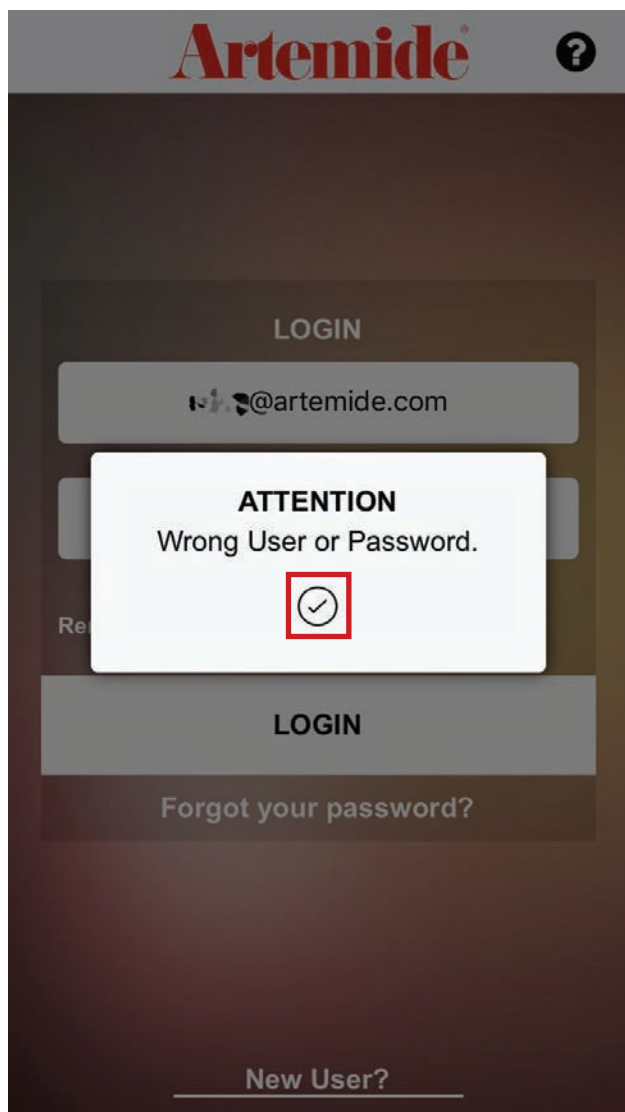 Artemide
?
LOGIN
@artemide.com
ATTENTION
Wrong User or Password.
LOGIN
Forgot your password?
New User?